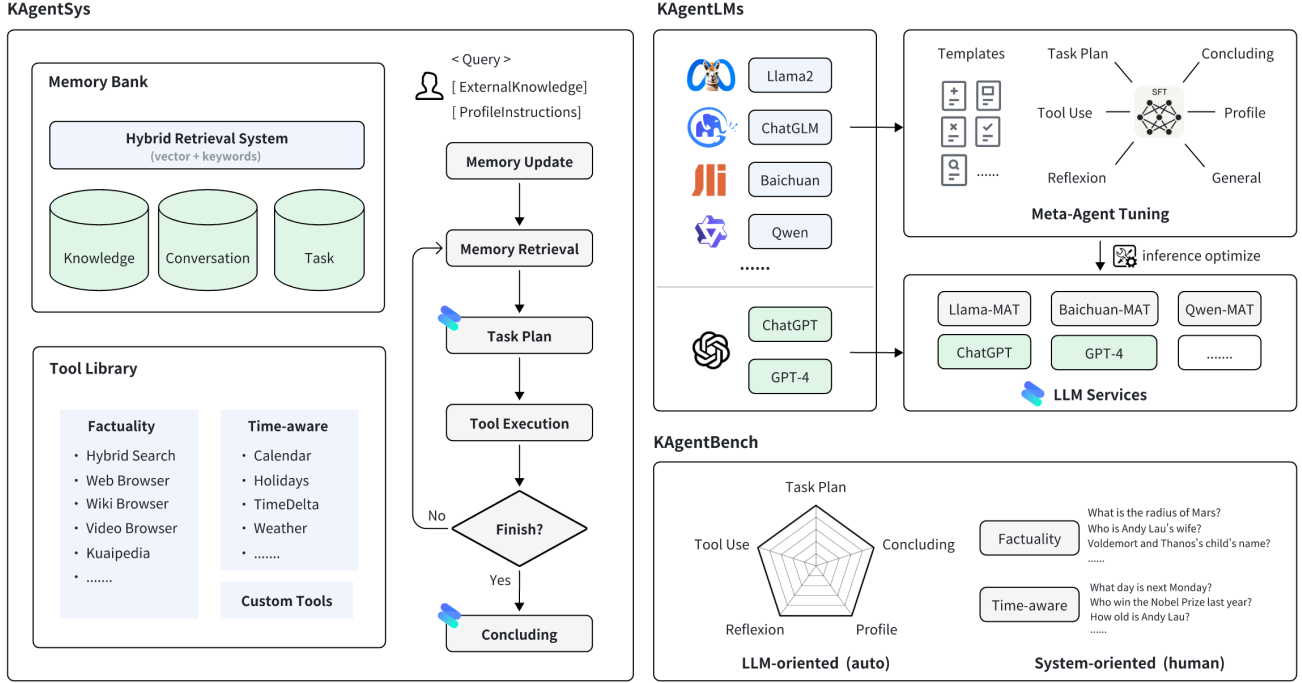 KAgentSys
Memory Bank
Hybrid Retrieval System
(vector + keywords)
Knowledge
Conversation
Task
Tool Library
Factuality
· Hybrid Search
· Web Browser
· Wiki Browser
· Video Browser
· Kuaipedia
· .......
Time-aware
· Calendar
· Holidays
· TimeDelta
· Weather
· .......
Custom Tools
< Query >
[ ExternalKnowledge]
[ ProfileInstructions]
Memory Update
Memory Retrieval
Task Plan
Tool Execution
Finish?
No
Yes
Concluding
KAgentLMs
Llama2
ChatGLM
Baichuan
Qwen
......
ChatGPT
GPT-4
Templates
......
Task Plan
Concluding
SFT
Tool Use
Profile
Reflexion
General
Meta-Agent Tuning
inference optimize
Llama-MAT
Baichuan-MAT
Qwen-MAT
ChatGPT
GPT-4
.......
LLM Services
KAgentBench
Task Plan
Tool Use
Concluding
Reflexion
Profile
LLM-oriented (auto)
Factuality
What is the radius of Mars?
Who is Andy Lau's wife?
Voldemort and Thanos's child's name?
......
Time-aware
What day is next Monday?
Who win the Nobel Prize last year?
How old is Andy Lau?
......
System-oriented (human)